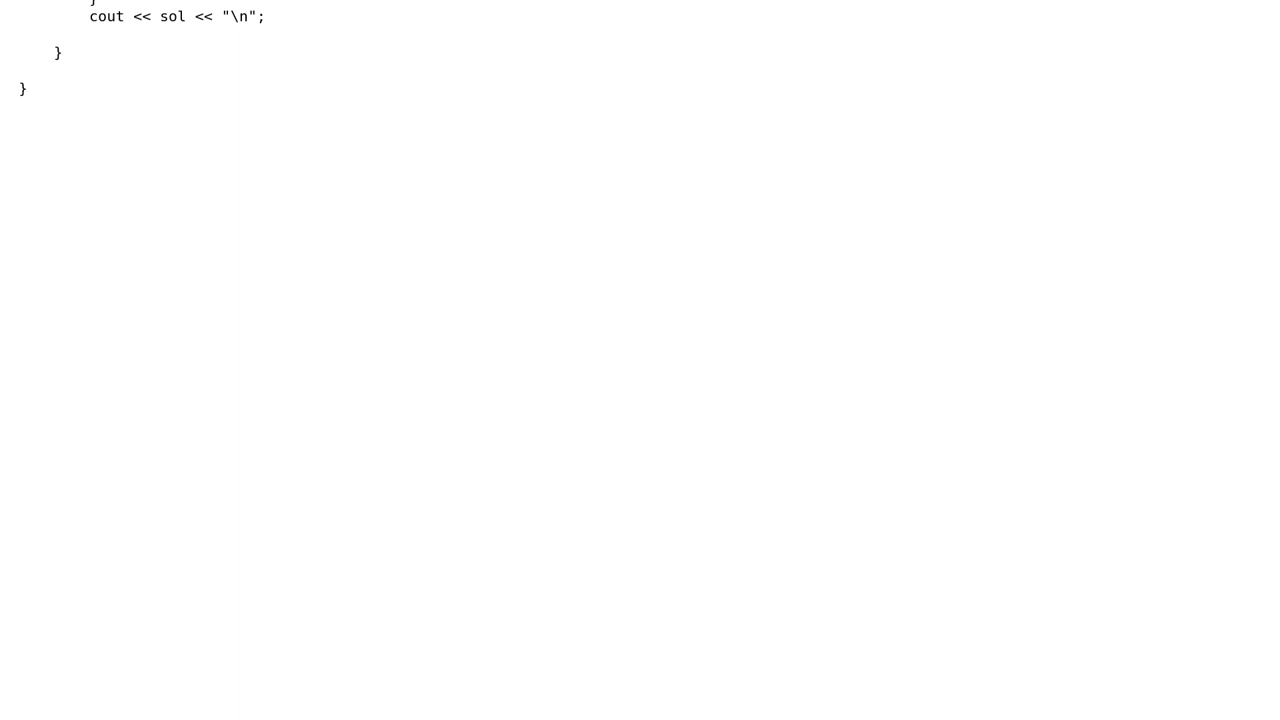 }
cout << sol << "\n";
}
}